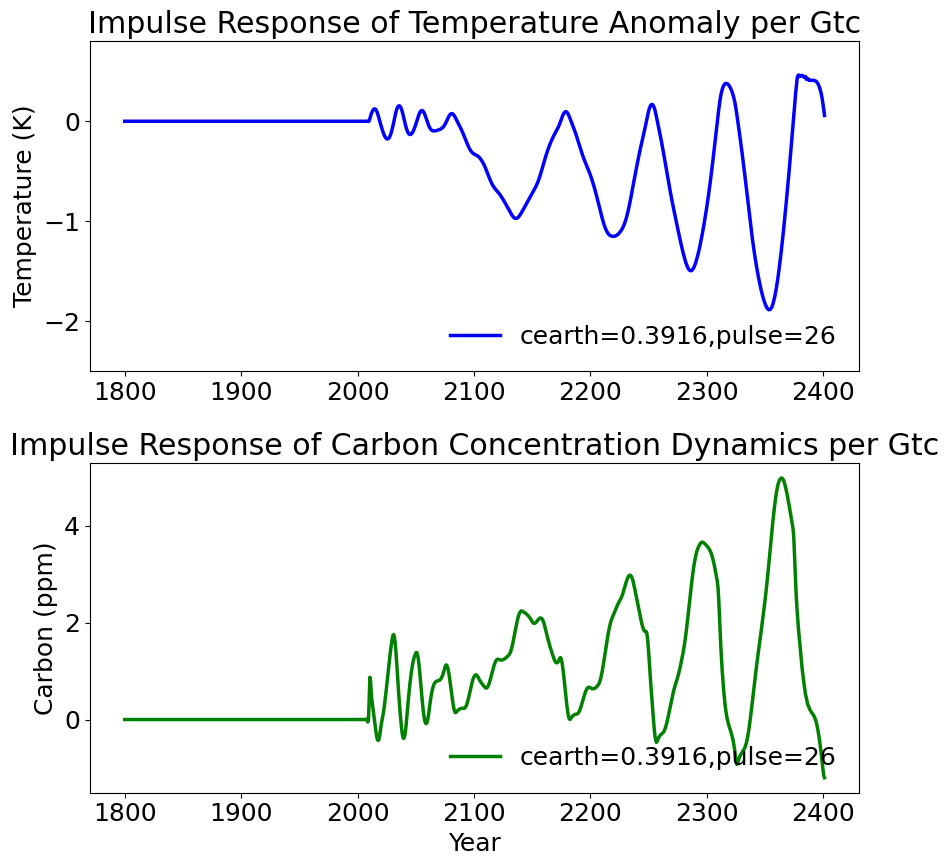 Impulse Response of Temperature Anomaly per Gtc
Temperature (K)
0
−1
−2
cearth=0.3916,pulse=26
1800 1900 2000 2100 2200 2300 2400
Impulse Response of Carbon Concentration Dynamics per Gtc
Carbon (ppm)
4
2
0
cearth=0.3916,pulse=26
1800 1900 2000 2100 2200 2300 2400
Year